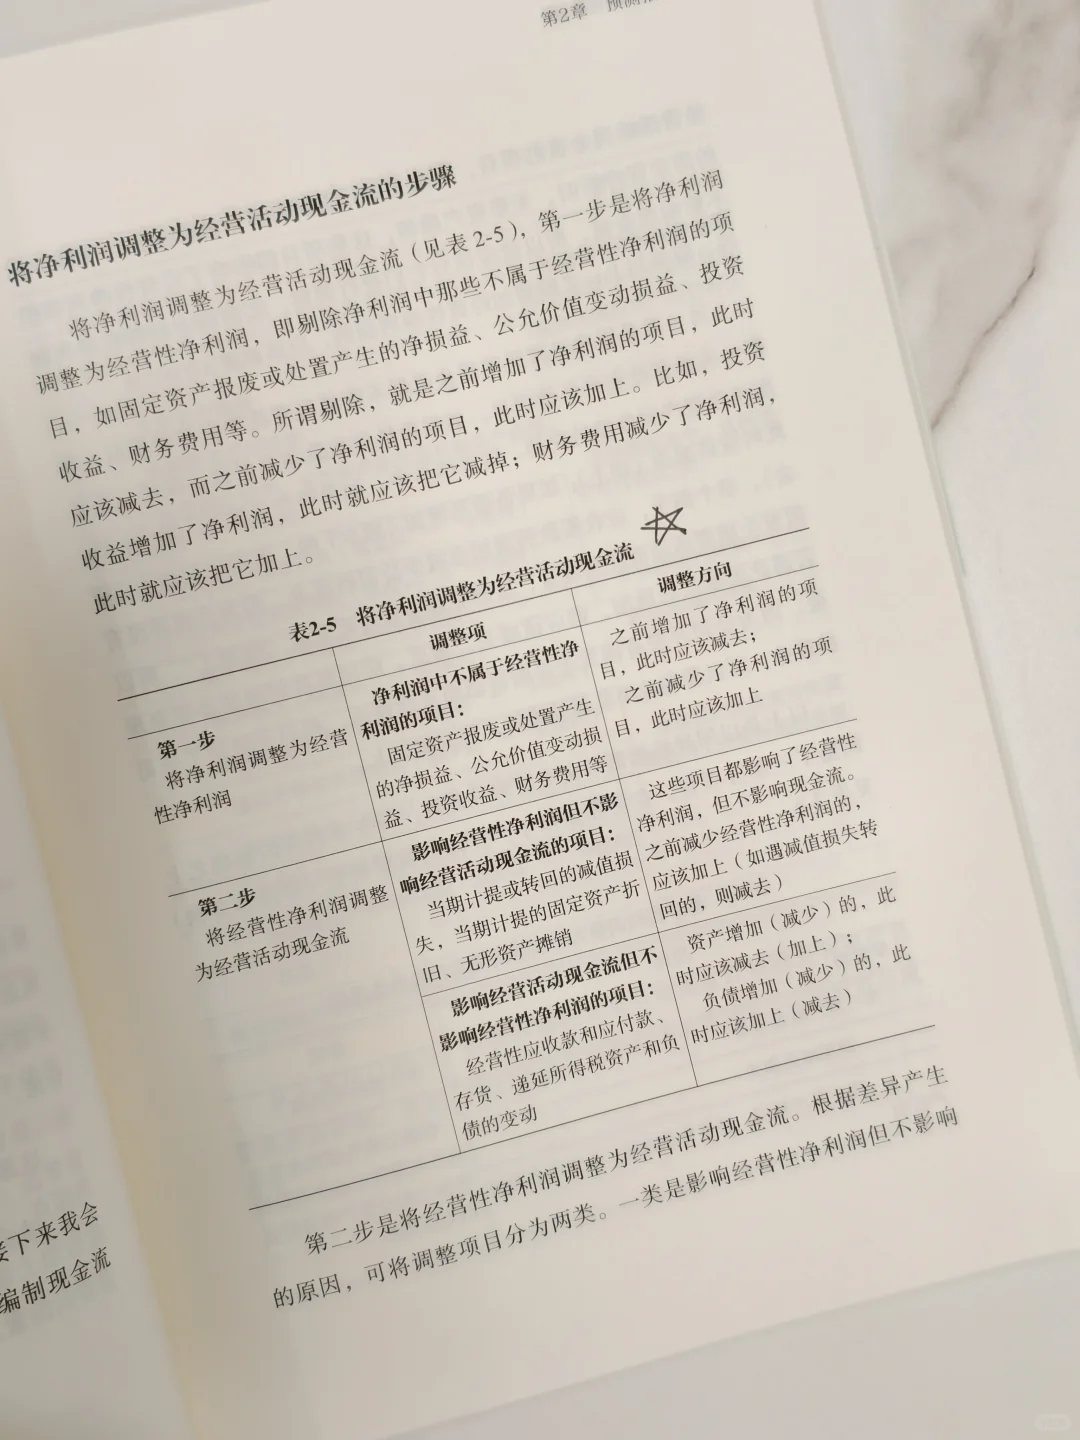 第2章
将净利润调整为经营活动现金流的步骤
将净利润调整为经营活动现金流（见表2-5），第一步是将净利润
调整为经营性净利润，即剔除净利润中那些不属于经营性净利润的项
目，如固定资产报废或处置产生的净损益、公允价值变动损益、投资
收益、财务费用等。所谓剔除，就是之前增加了净利润的项目，此时
应该减去，而之前减少了净利润的项目，此时应该加上。比如，投资
收益增加了净利润，此时就应该把它减掉；财务费用减少了净利润，
此时就应该把它加上。
表2-5 将净利润调整为经营活动现金流
调整项
调整方向
第一步
将净利润调整为经营
性净利润
净利润中不属于经营性净
利润的项目：
固定资产报废或处置产生
的净损益、公允价值变动损
益、投资收益、财务费用等
之前增加了净利润的项
目，此时应该减去；
之前减少了净利润的项
目，此时应该加上
第二步
将经营性净利润调整
为经营活动现金流
影响经营性净利润但不影
响经营活动现金流的项目：
当期计提或转回的减值损
失，当期计提的固定资产折
旧、无形资产摊销
这些项目都影响了经营性
净利润，但不影响现金流。
之前减少经营性净利润的，
应该加上（如遇减值损失转
回的，则减去）
影响经营活动现金流但不
影响经营性净利润的项目：
经营性应收款和应付款、
存货、递延所得税资产和负
债的变动
资产增加（减少）的，此
时应该减去（加上）；
负债增加（减少）的，此
时应该加上（减去）
第二步是将经营性净利润调整为经营活动现金流。根据差异产生
的原因，可将调整项目分为两类。一类是影响经营性净利润但不影响
接下来我会
编制现金流